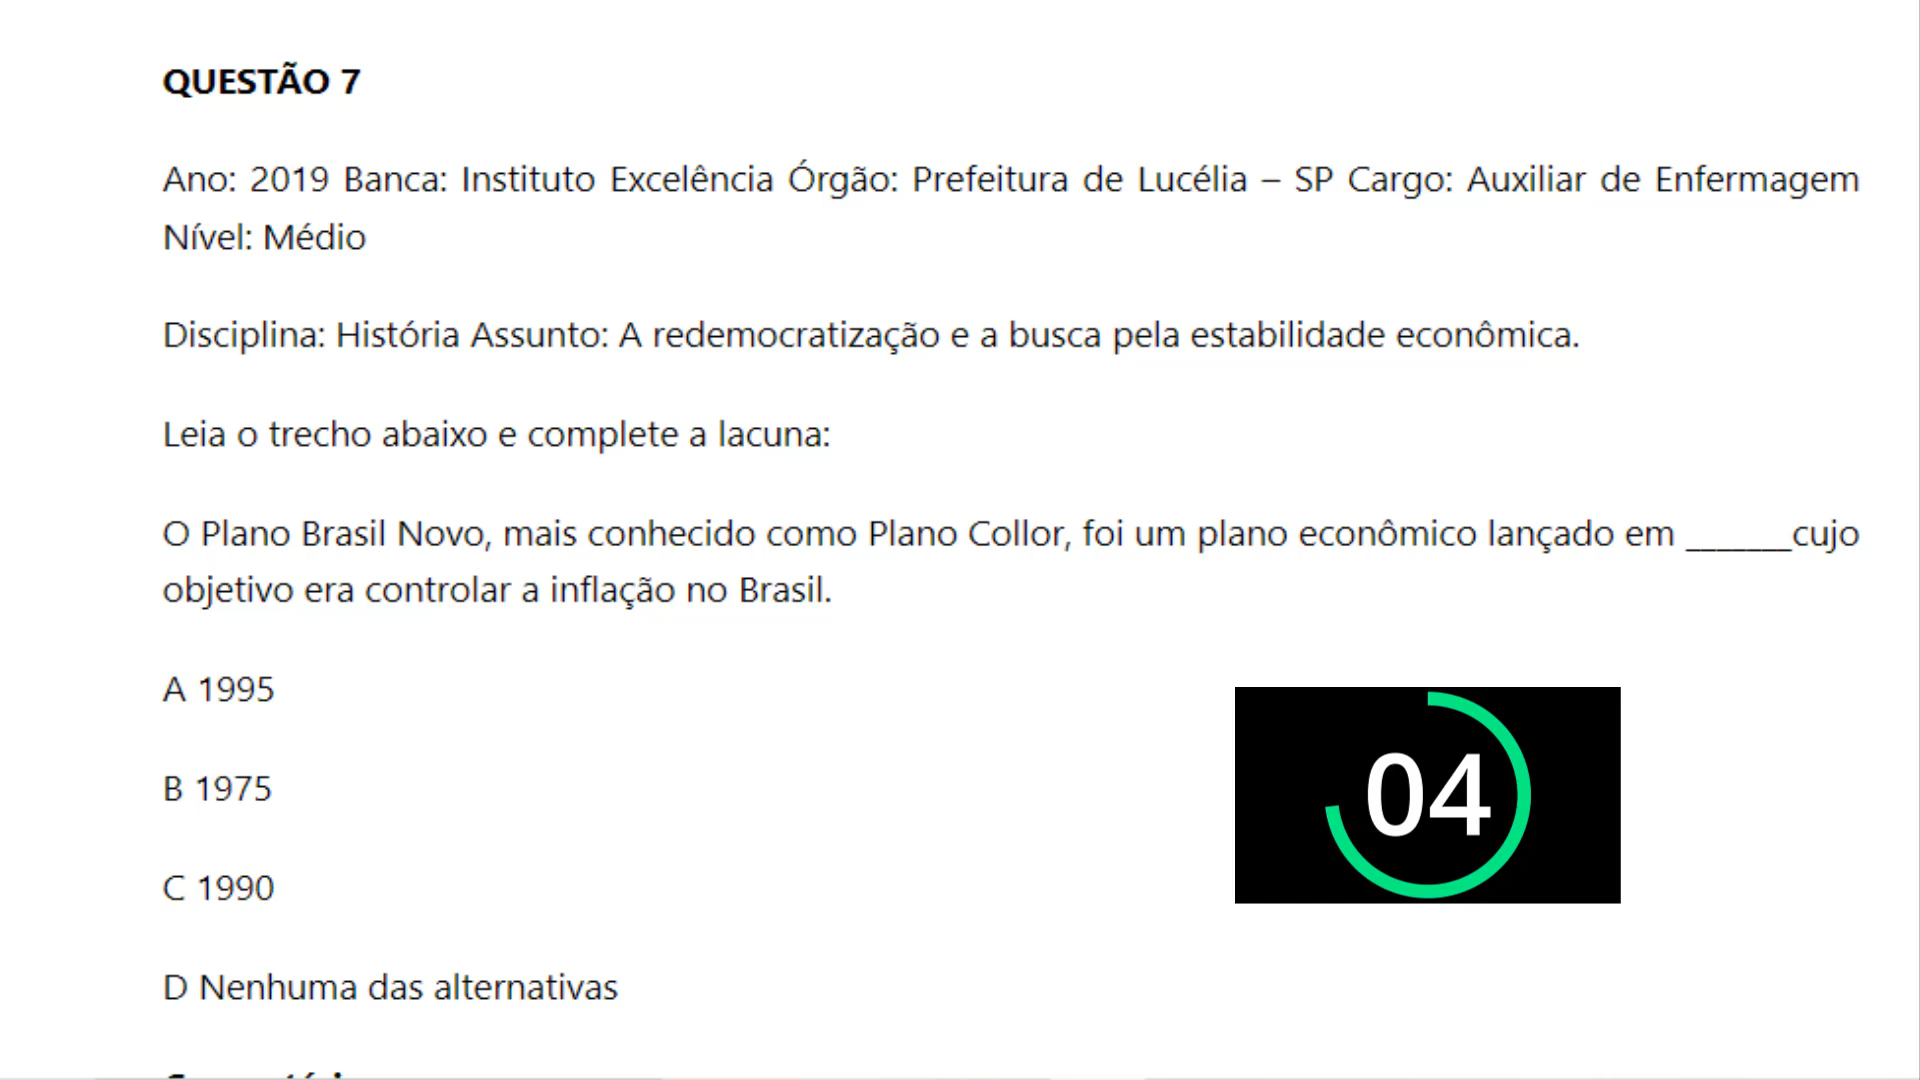 QUESTÃO 7
Ano: 2019 Banca: Instituto Excelência Órgão: Prefeitura de Lucélia – SP Cargo: Auxiliar de Enfermagem
Nível: Médio
Disciplina: História Assunto: A redemocratização e a busca pela estabilidade econômica.
Leia o trecho abaixo e complete a lacuna:
O Plano Brasil Novo, mais conhecido como Plano Collor, foi um plano econômico lançado em _______cujo
objetivo era controlar a inflação no Brasil.
A 1995
B 1975
04
C 1990
D Nenhuma das alternativas